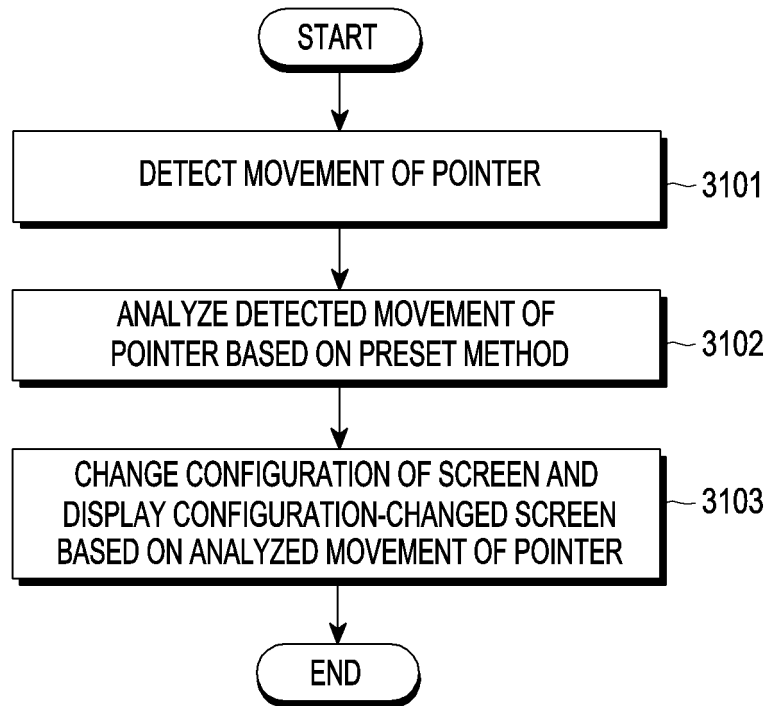 START
DETECT MOVEMENT OF POINTER
3101
ANALYZE DETECTED MOVEMENT OF
POINTER BASED ON PRESET METHOD
3102
CHANGE CONFIGURATION OF SCREEN AND
DISPLAY CONFIGURATION-CHANGED SCREEN
BASED ON ANALYZED MOVEMENT OF POINTER
3103
END